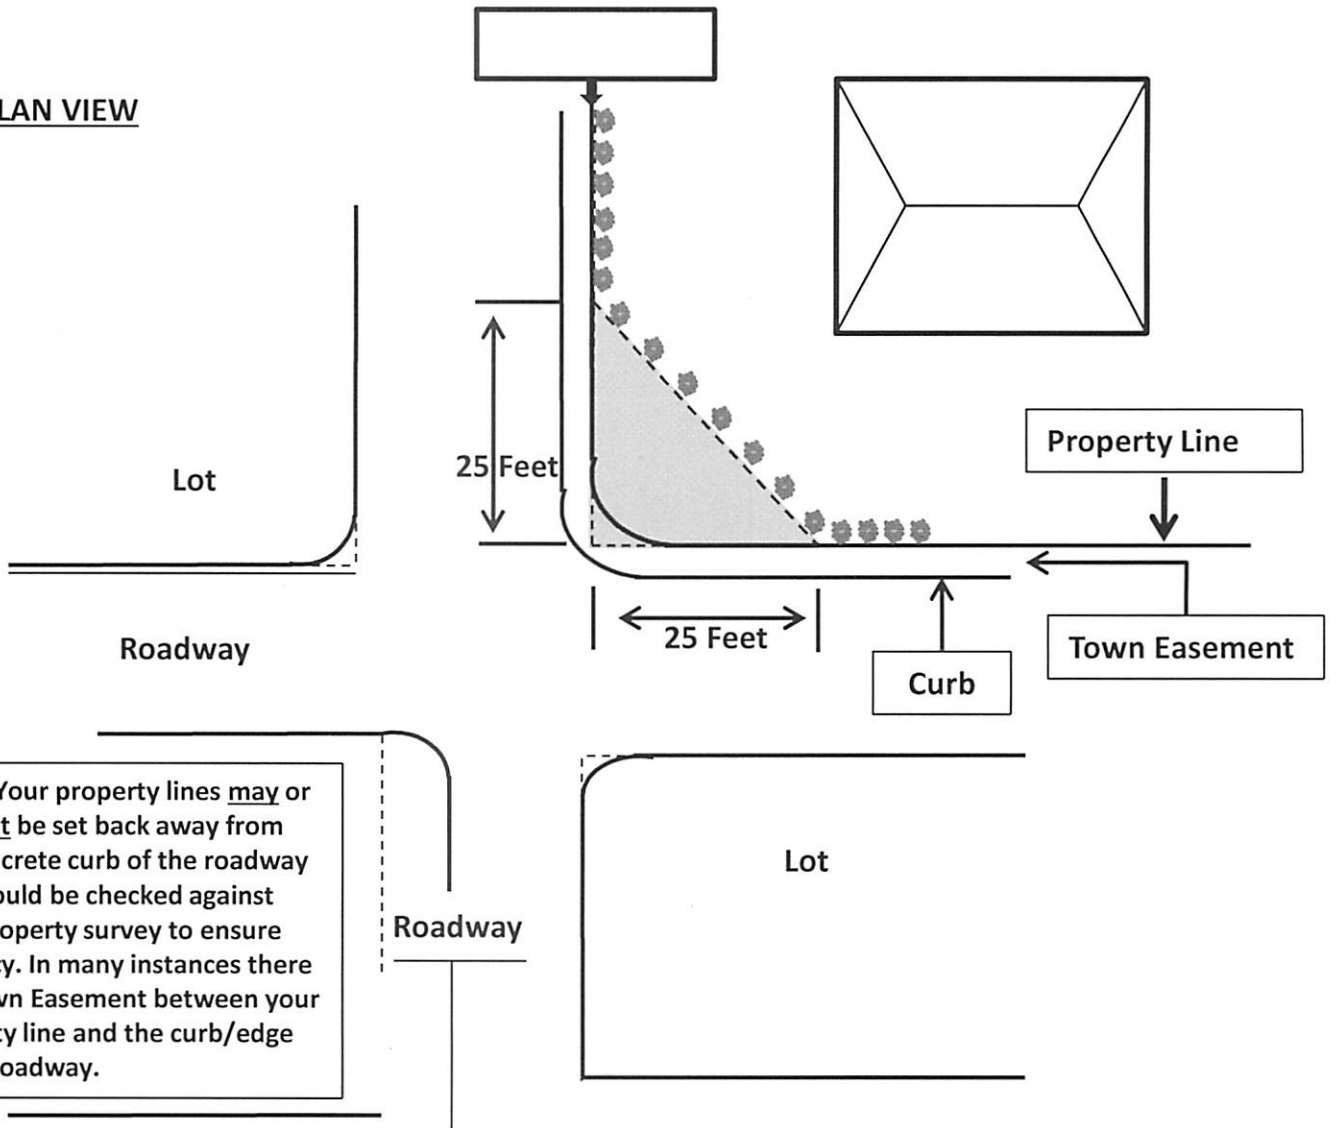 LAN VIEW
Property Line
Lot
25 Feet
25 Feet
Roadway
Town Easement
Curb
Your property lines may or
t be set back away from
crete curb of the roadway
ould be checked against
operty survey to ensure
y. In many instances there
wn Easement between your
ty line and the curb/edge
oadway.
Lot
Roadway